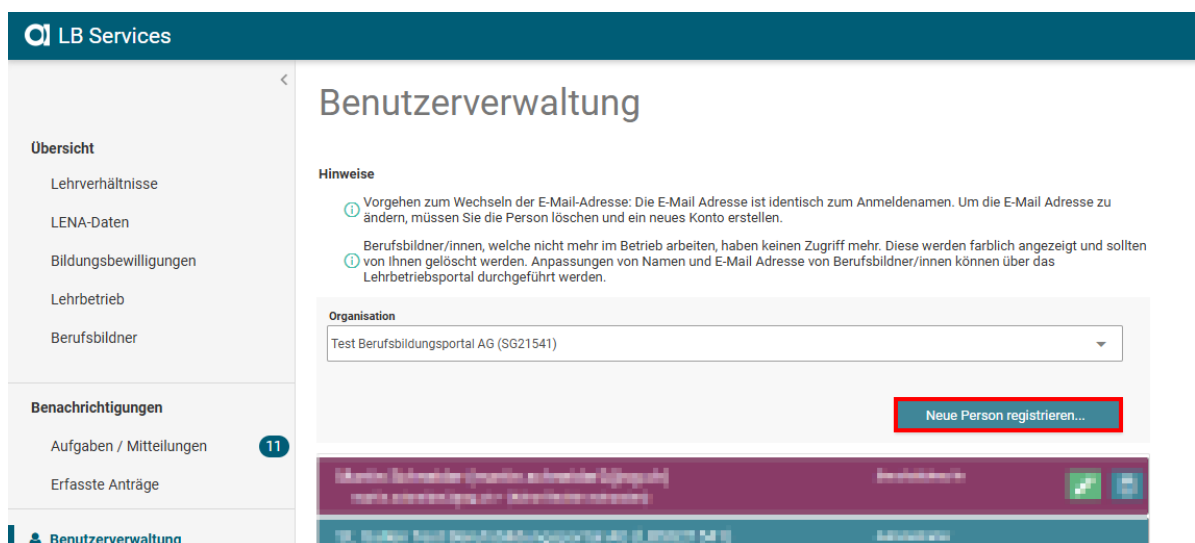 LB Services
Übersicht
Lehrverhältnisse
LENA-Daten
Bildungsbewilligungen
Lehrbetrieb
Berufsbildner
Benachrichtigungen
Aufgaben / Mitteilungen 11
Erfasste Anträge
Benutzerverwaltung
Benutzerverwaltung
Hinweise
Vorgehen zum Wechseln der E-Mail-Adresse: Die E-Mail Adresse ist identisch zum Anmeldenamen. Um die E-Mail Adresse zu
ändern, müssen Sie die Person löschen und ein neues Konto erstellen.
Berufsbildner/innen, welche nicht mehr im Betrieb arbeiten, haben keinen Zugriff mehr. Diese werden farblich angezeigt und sollten
von Ihnen gelöscht werden. Anpassungen von Namen und E-Mail Adresse von Berufsbildner/innen können über das
Lehrbetriebsportal durchgeführt werden.
Organisation
Test Berufsbildungsportal AG (SG21541)
Neue Person registrieren...